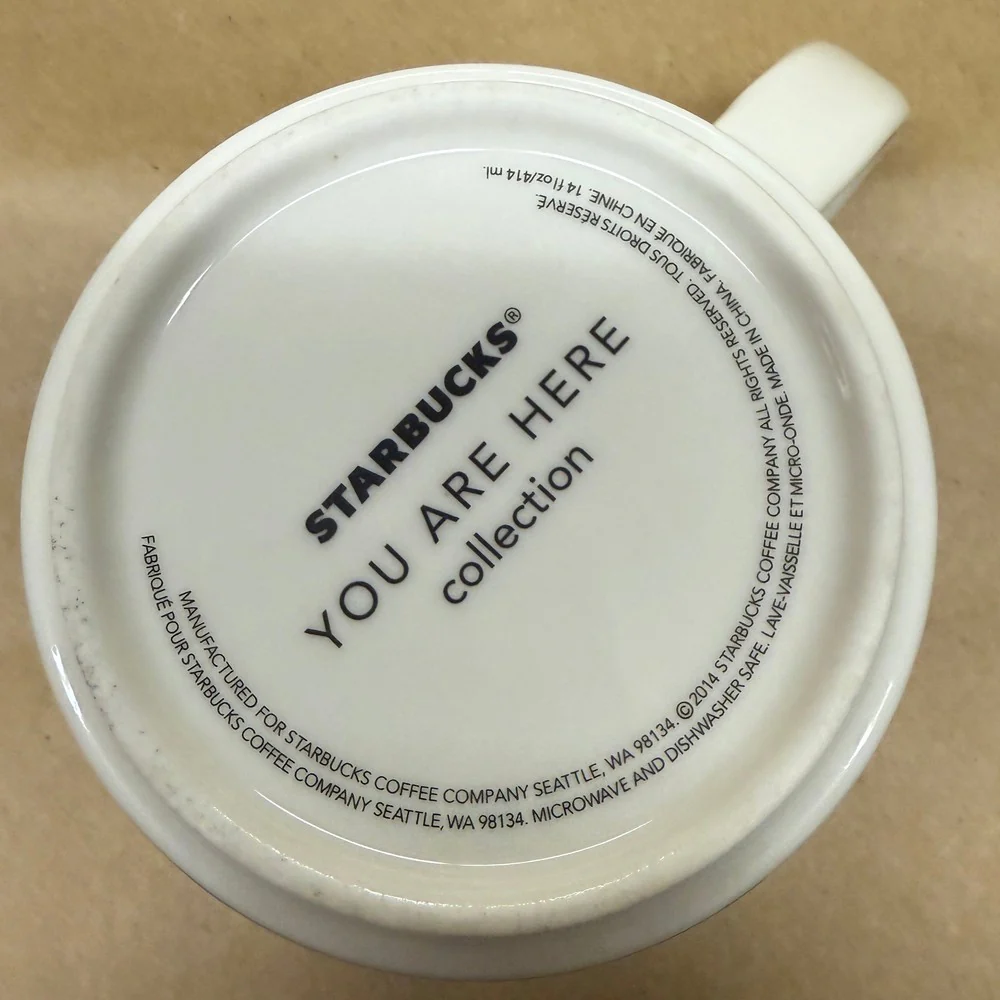 STARBUCKS®
YOU ARE HERE
collection
MANUFACTURED FOR STARBUCKS COFFEE COMPANY SEATTLE, WA 98134. ©2014 STARBUCKS COFFEE COMPANY ALL RIGHTS RESERVED. TOUS DROITS RÉSERVÉ.
FABRIQUÉ POUR STARBUCKS COFFEE COMPANY SEATTLE, WA 98134. MICROWAVE AND DISHWASHER SAFE. LAVE-VAISSELLE ET MICRO-ONDE. MADE IN CHINA. FABRIQUÉ EN CHINE. 14 fl oz/414 ml.